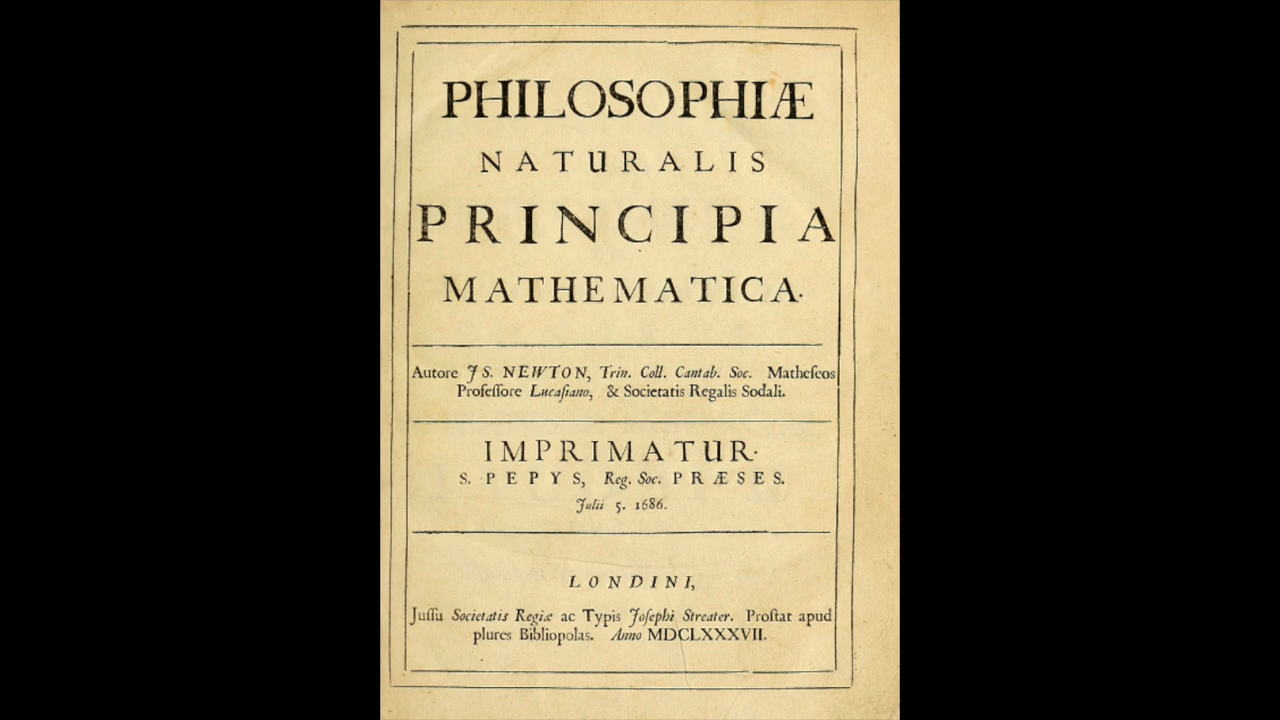 PHILOSOPHIÆ
NATURALIS
PRINCIPIA
MATHEMATICA.
Autore JS. NEWTON, Trin. Coll. Cantab. Soc. Matheſeos
Profeſſore Lucaſiano, & Societatis Regalis Sodali.
IMPRIMATUR.
S. PEPYS, Reg. Soc. PRÆSES.
Julii 5. 1686.
LONDINI,
Juſſu Societatis Regiæ ac Typis Joſephi Streater. Proſtat apud
plures Bibliopolas. Anno MDCLXXXVII.